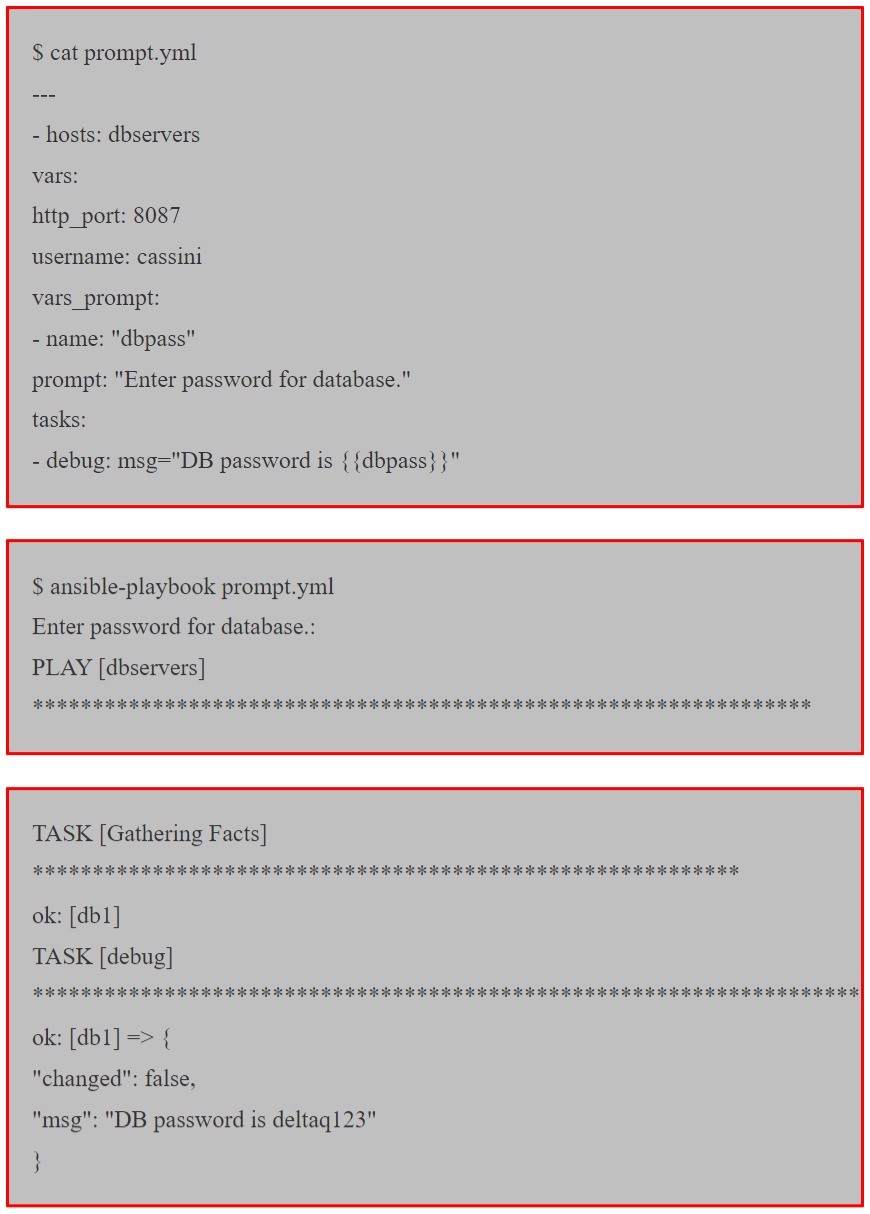 $ cat prompt.yml
---
- hosts: dbservers
vars:
http_port: 8087
username: cassini
vars_prompt:
- name: "dbpass"
prompt: "Enter password for database."
tasks:
- debug: msg="DB password is {{dbpass}}"
$ ansible-playbook prompt.yml
Enter password for database.:
PLAY [dbservers]
*****************************************************************
TASK [Gathering Facts]
***********************************************************
ok: [db1]
TASK [debug]
*********************************************************************
ok: [db1] => {
"changed": false,
"msg": "DB password is deltaq123"
}